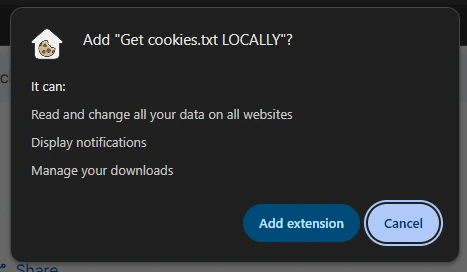 Add "Get cookies.txt LOCALLY"?
It can:
Read and change all your data on all websites
Display notifications
Manage your downloads
Add extension
Cancel
Share